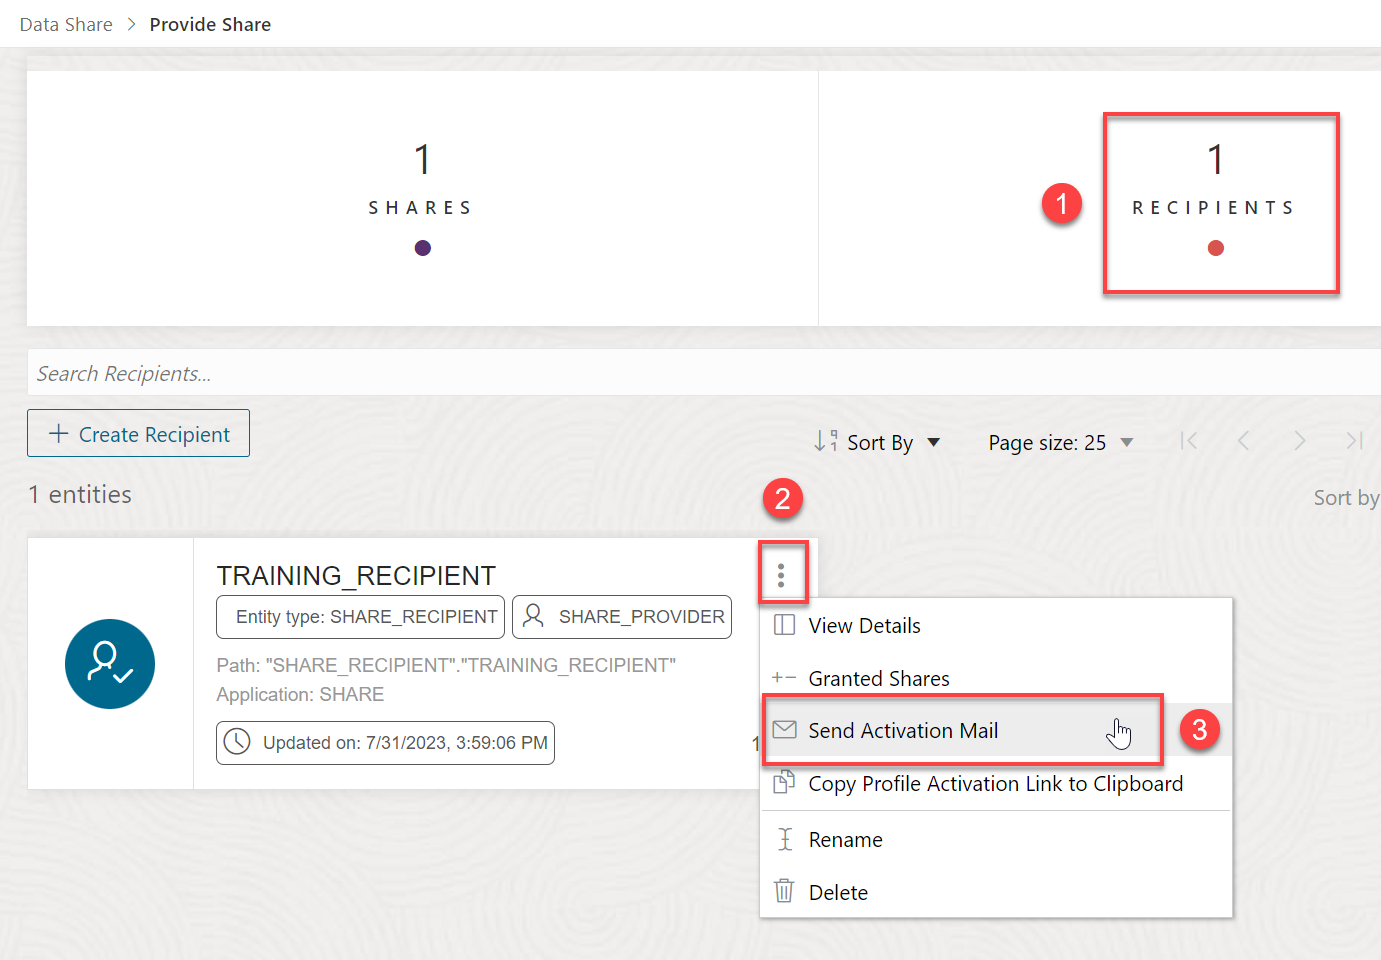 Data Share > Provide Share
1
SHARES
1
1
RECIPIENTS
Search Recipients...
+ Create Recipient
Sort By
Page size: 25
1 entities
2
Sort by
TRAINING_RECIPIENT
Entity type: SHARE_RECIPIENT
SHARE_PROVIDER
Path: "SHARE_RECIPIENT"."TRAINING_RECIPIENT"
Application: SHARE
Updated on: 7/31/2023, 3:59:06 PM
1
View Details
Granted Shares
Send Activation Mail
3
Copy Profile Activation Link to Clipboard
Rename
Delete